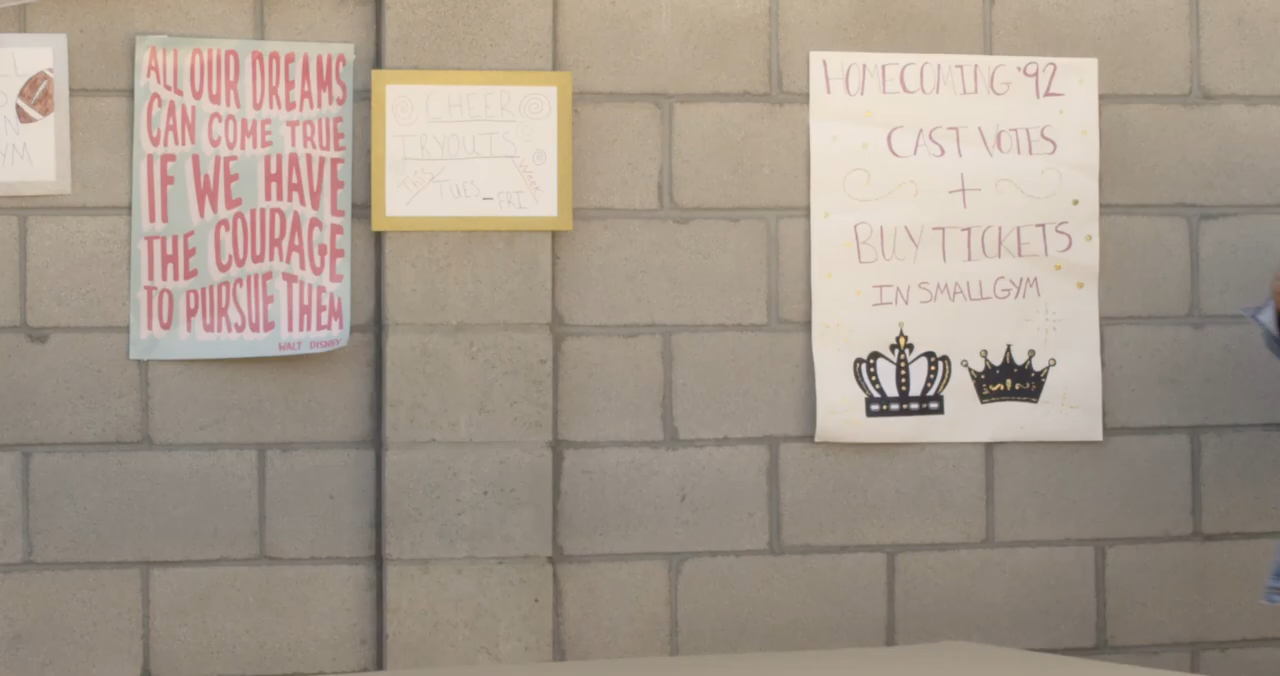 ALL OUR DREAMS
CAN COME TRUE
IF WE HAVE
THE COURAGE
TO PURSUE THEM
WALT DISNEY
CHEER
TRYOUTS
This Week
TUES - FRI
HOMECOMING '92
CAST VOTES
+
BUY TICKETS
IN SMALL GYM